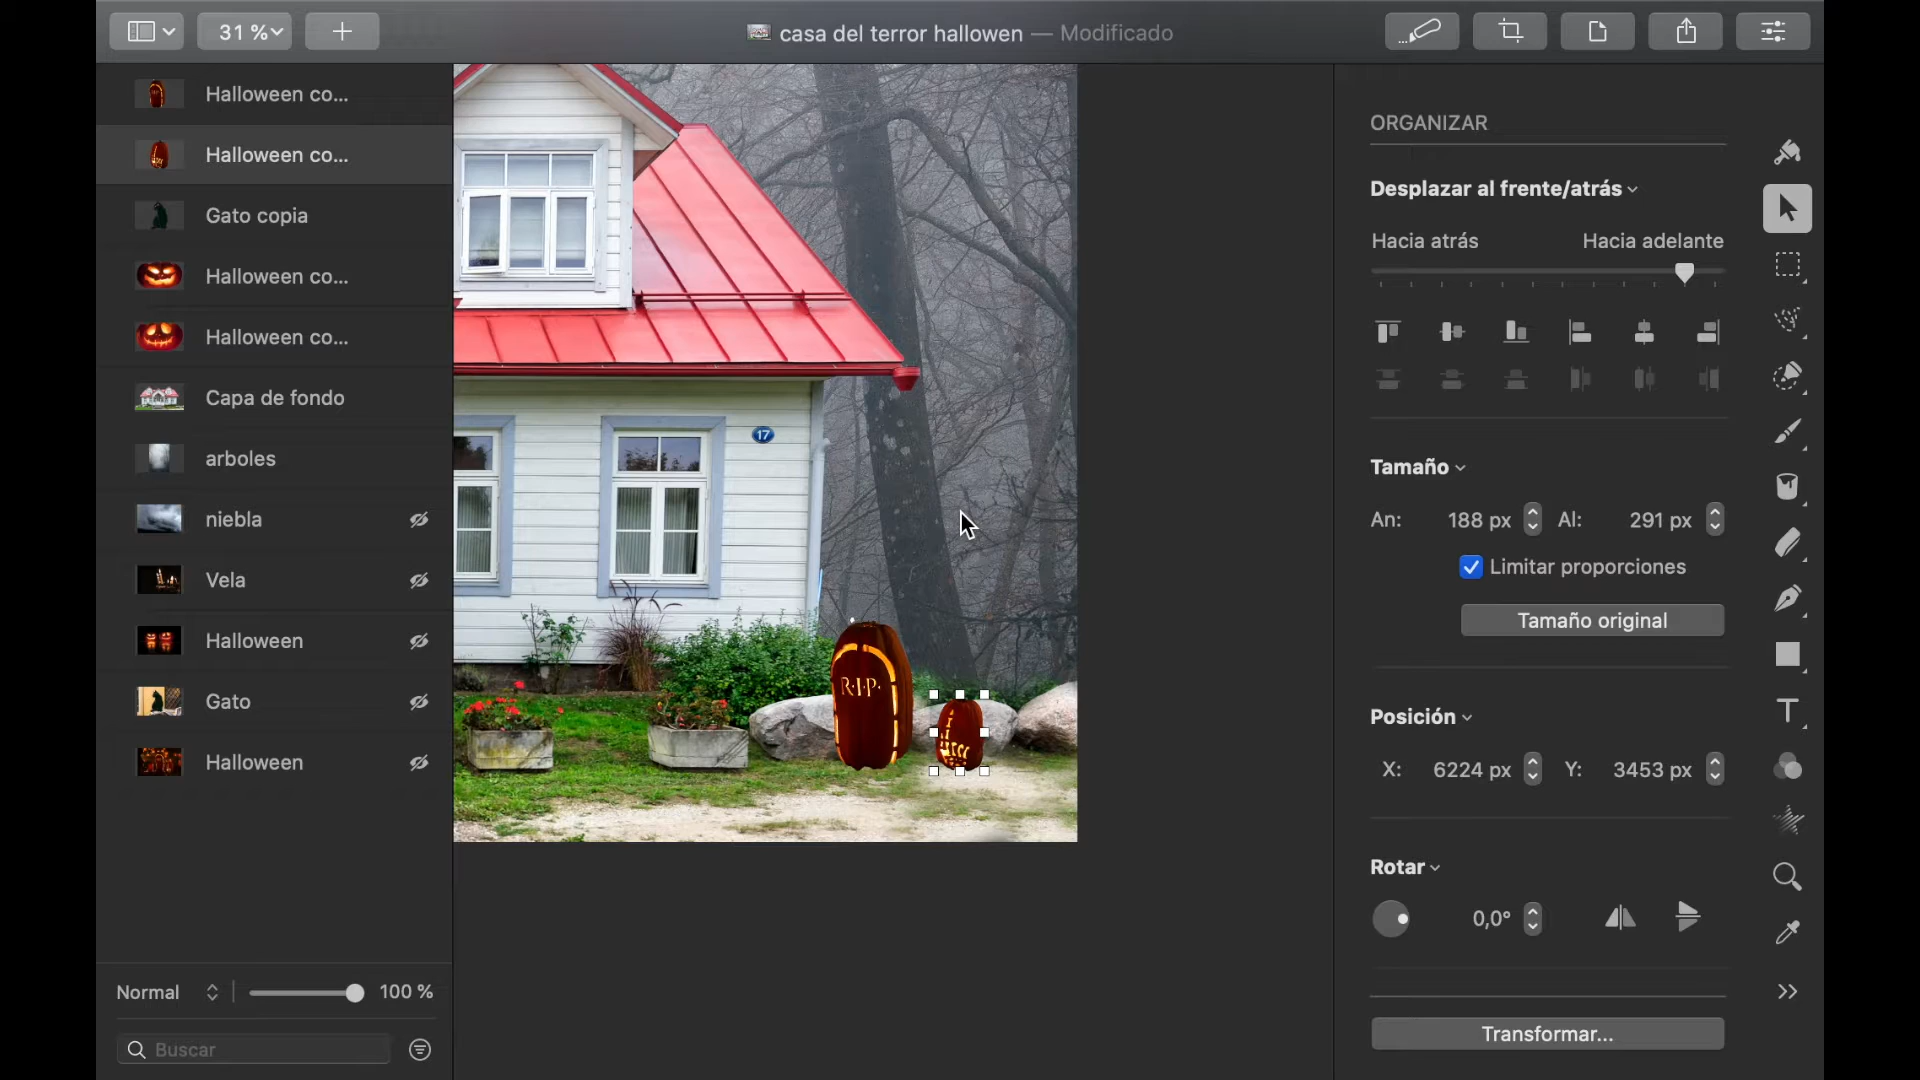 31 %
casa del terror hallowen — Modificado
Halloween co...
Halloween co...
Gato copia
Halloween co...
Halloween co...
Capa de fondo
arboles
niebla
Vela
Halloween
Gato
Halloween
Normal
100 %
Buscar
17
R·I·P·
ORGANIZAR
Desplazar al frente/atrás
Hacia atrás Hacia adelante
Tamaño
An: 188 px Al: 291 px
Limitar proporciones
Tamaño original
Posición
X: 6224 px Y: 3453 px
Rotar
0,0°
Transformar...